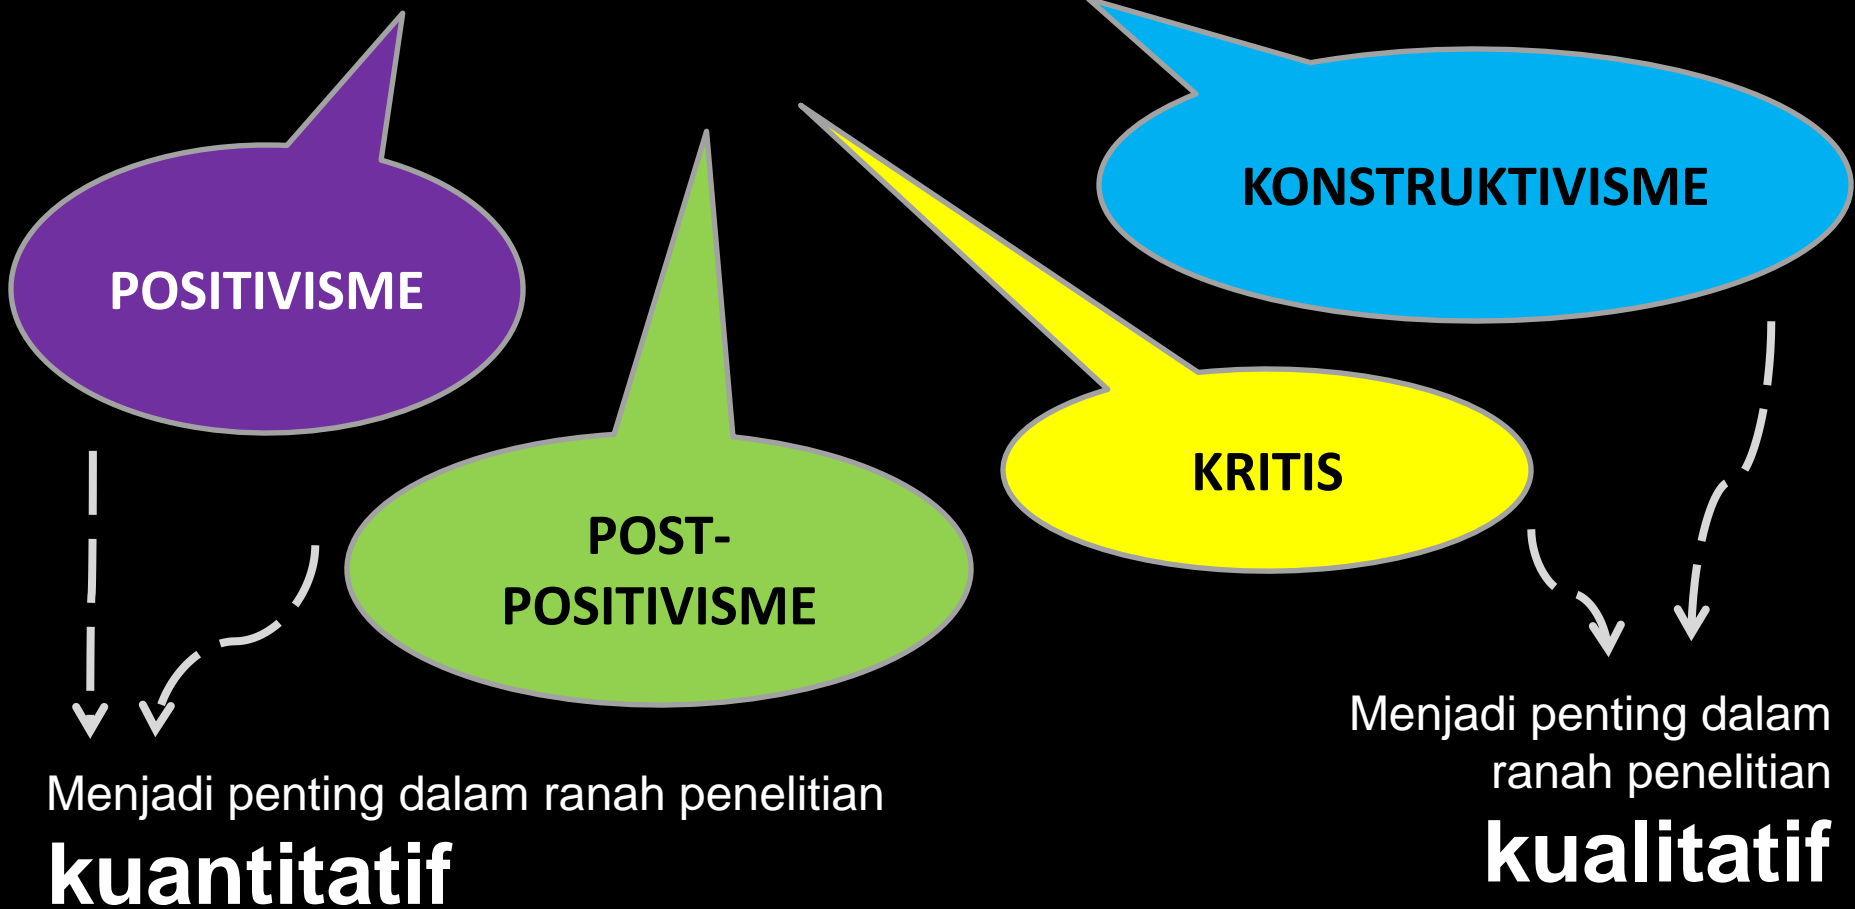 POSITIVISME
KONSTRUKTIVISME
POST-
POSITIVISME
KRITIS
Menjadi penting dalam ranah penelitian
kuantitatif
Menjadi penting dalam
ranah penelitian
kualitatif